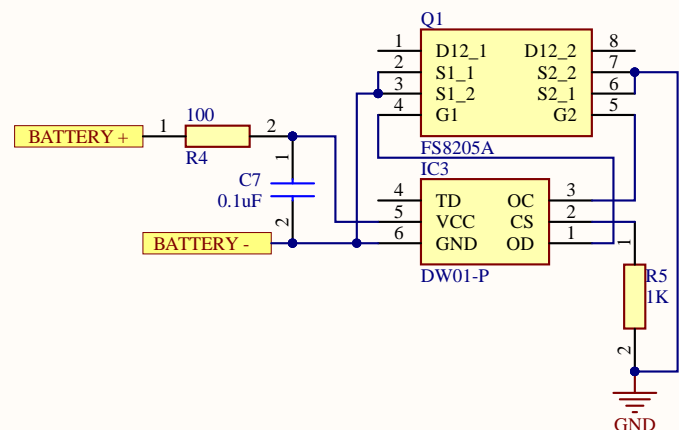 Q1
1 D12_1 D12_2 8
2 S1_1 S2_2 7
3 S1_2 S2_1 6
4 G1 G2 5
FS8205A
IC3
4 TD OC 3
5 VCC CS 2
6 GND OD 1
DW01-P
BATTERY +
1 100 2
R4
1
C7
0.1uF
2
BATTERY -
1
R5
1K
2
GND